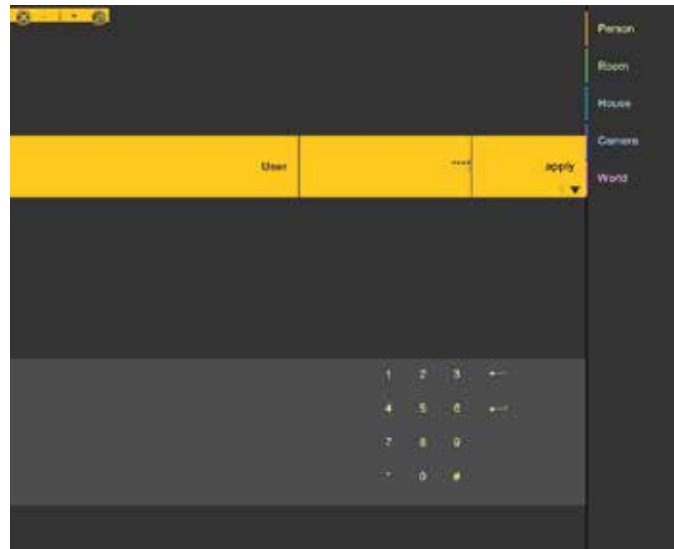 Person
Room
House
Camera
User **** apply
World
1 2 3
4 5 6
7 8 9
* 0 #